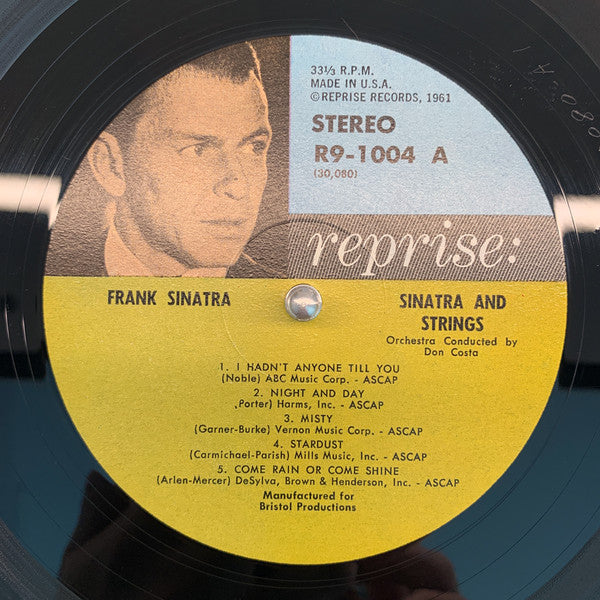 33⅓ R.P.M.
MADE IN U.S.A.
©REPRISE RECORDS, 1961
STEREO
R9-1004 A
(30,080)
reprise:
FRANK SINATRA
SINATRA AND
STRINGS
Orchestra Conducted by
Don Costa
1. I HADN'T ANYONE TILL YOU
(Noble) ABC Music Corp. - ASCAP
2. NIGHT AND DAY
(Porter) Harms, Inc. - ASCAP
3. MISTY
(Garner-Burke) Vernon Music Corp. - ASCAP
4. STARDUST
(Carmichael-Parish) Mills Music, Inc. - ASCAP
5. COME RAIN OR COME SHINE
(Arlen-Mercer) DeSylva, Brown & Henderson, Inc. - ASCAP
Manufactured for
Bristol Productions